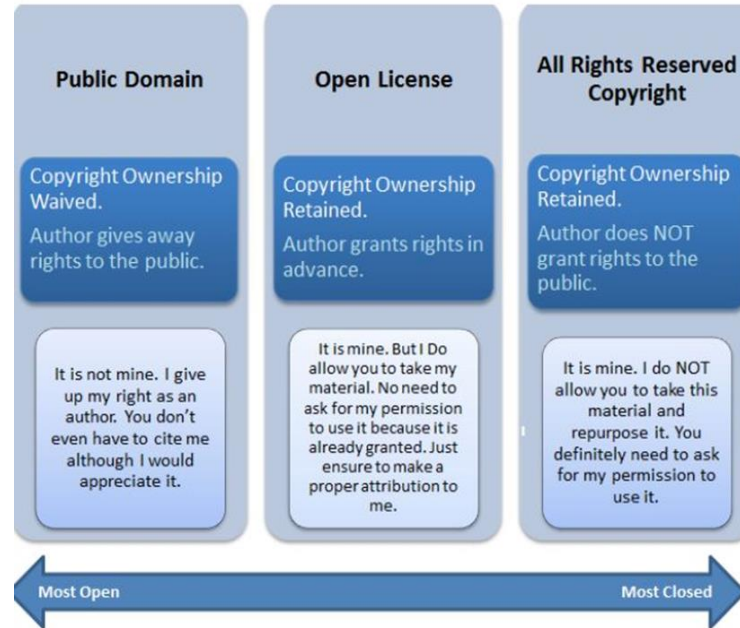 Public Domain
Copyright Ownership
Waived.
Author gives away
rights to the public.
It is not mine. I give
up my right as an
author. You don't
even have to cite me
although I would
appreciate it.
Open License
Copyright Ownership
Retained.
Author grants rights in
advance.
It is mine. But I Do
allow you to take my
material. No need to
ask for my permission
to use it because it is
already granted. Just
ensure to make a
proper attribution to
me.
All Rights Reserved
Copyright
Copyright Ownership
Retained.
Author does NOT
grant rights to the
public.
It is mine. I do NOT
allow you to take this
material and
repurpose it. You
definitely need to ask
for my permission to
use it.
Most Open
Most Closed